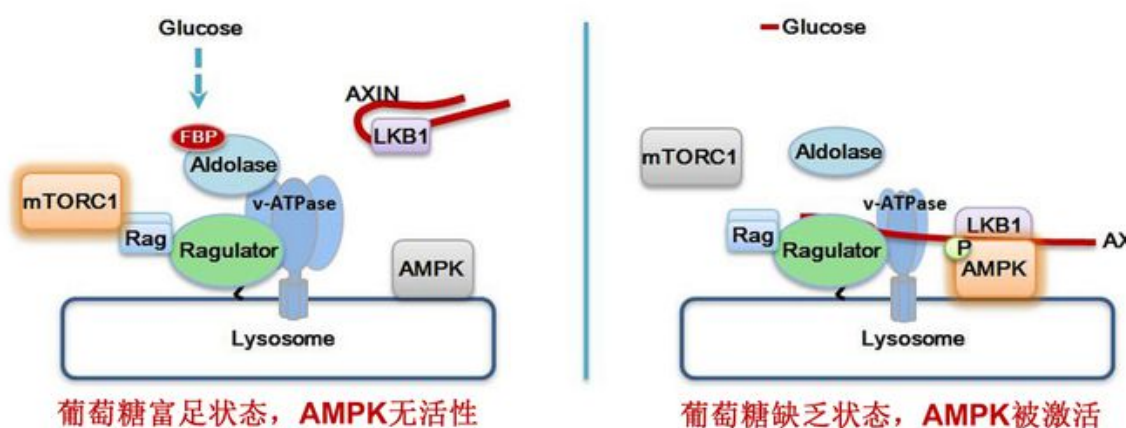 Glucose
FBP
Aldolase
AXIN
LKB1
mTORC1
v-ATPase
Rag
Ragulator
AMPK
Lysosome
葡萄糖富足状态，AMPK无活性
Glucose
mTORC1
Aldolase
v-ATPase
LKB1
Rag
Ragulator
P
AX
AMPK
Lysosome
葡萄糖缺乏状态，AMPK被激活